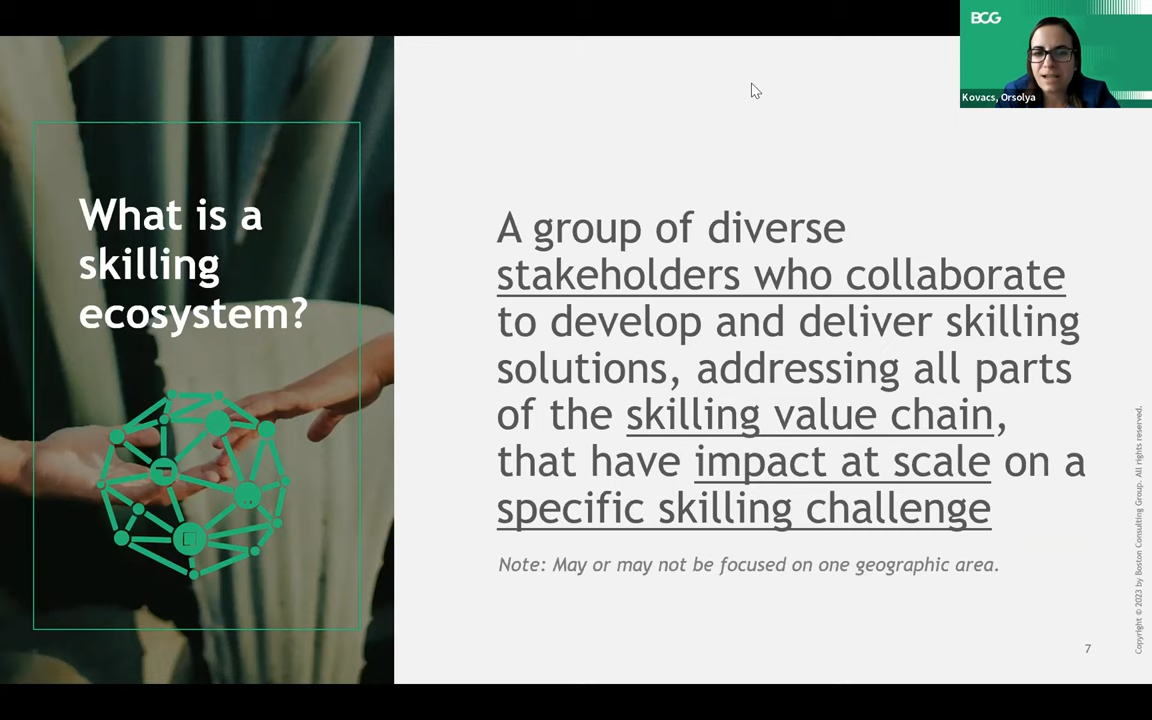 BCG
Kovacs, Orsolya
What is a
skilling
ecosystem?
A group of diverse
stakeholders who collaborate
to develop and deliver skilling
solutions, addressing all parts
of the skilling value chain,
that have impact at scale on a
specific skilling challenge
Note: May or may not be focused on one geographic area.
7
Copyright © 2023 by Boston Consulting Group. All rights reserved.